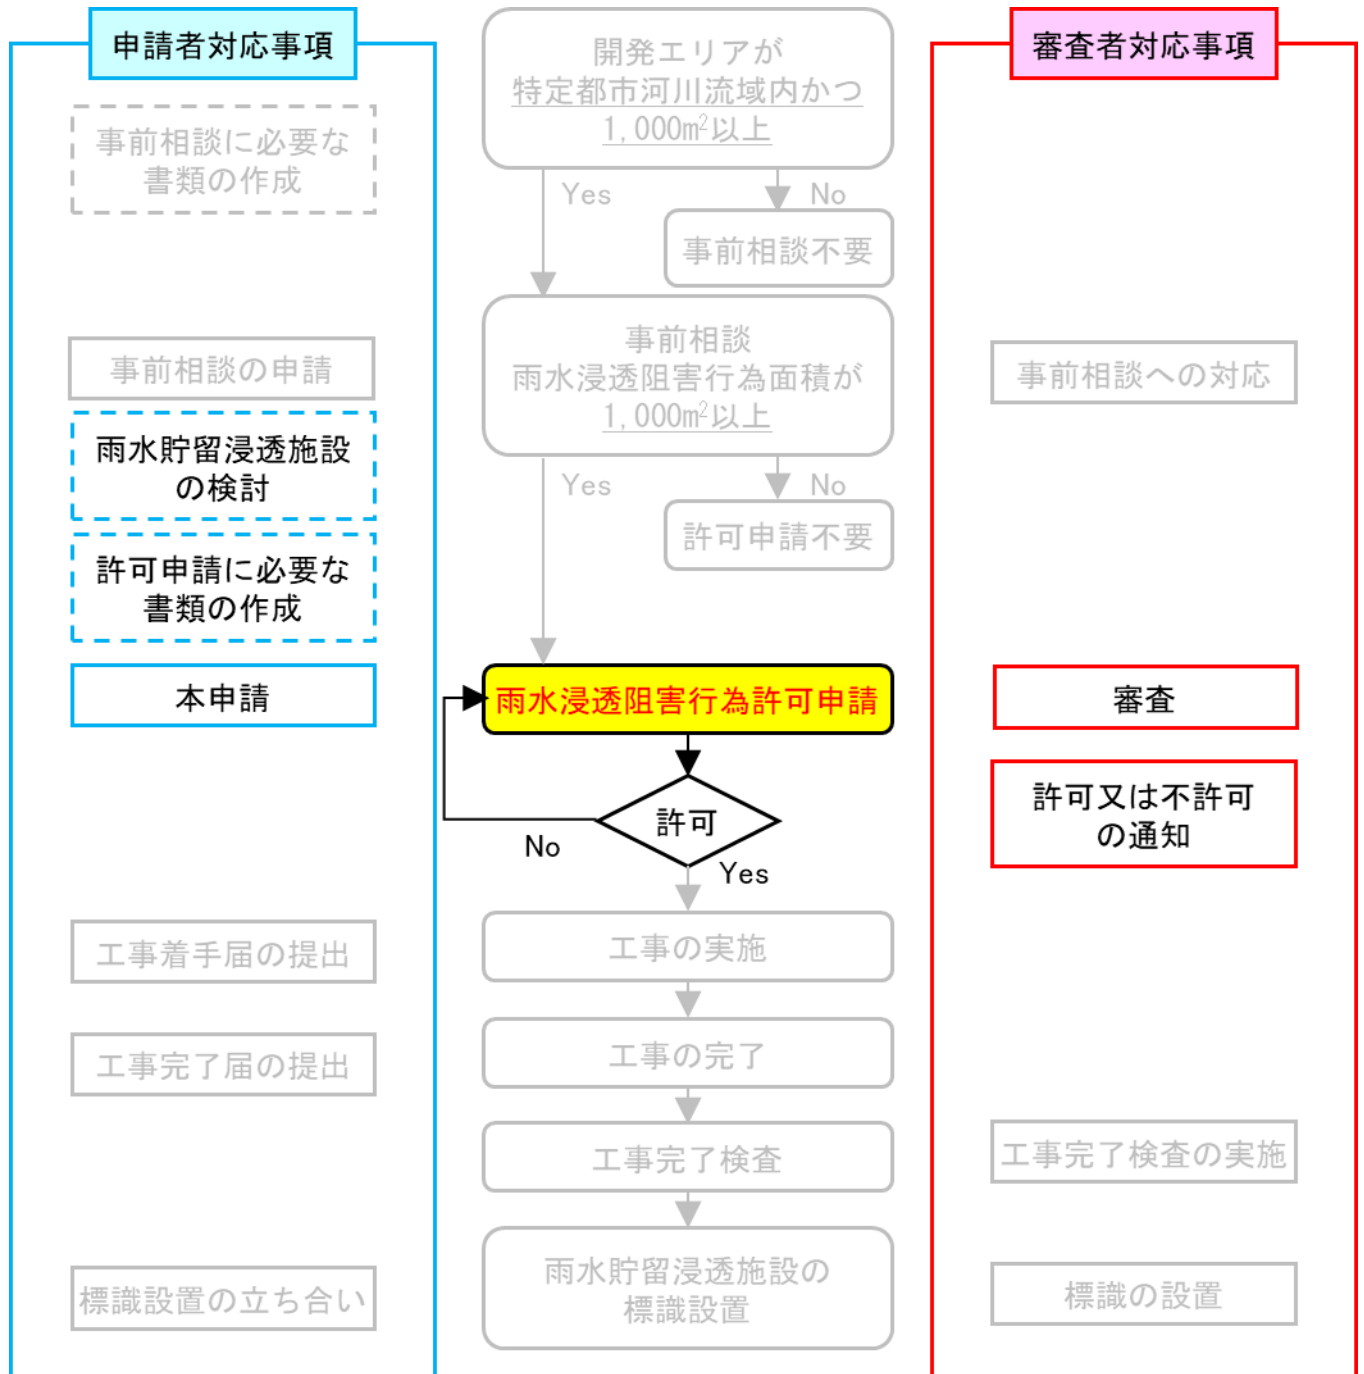 申請者対応事項
事前相談に必要な
書類の作成
事前相談の申請
雨水貯留浸透施設
の検討
許可申請に必要な
書類の作成
本申請
工事着手届の提出
工事完了届の提出
標識設置の立ち合い
開発エリアが
特定都市河川流域内かつ
1,000m²以上
Yes
No
事前相談不要
事前相談
雨水浸透阻害行為面積が
1,000m²以上
Yes
No
許可申請不要
雨水浸透阻害行為許可申請
許可
No
Yes
工事の実施
工事の完了
工事完了検査
雨水貯留浸透施設の
標識設置
審査者対応事項
事前相談への対応
審査
許可又は不許可
の通知
工事完了検査の実施
標識の設置